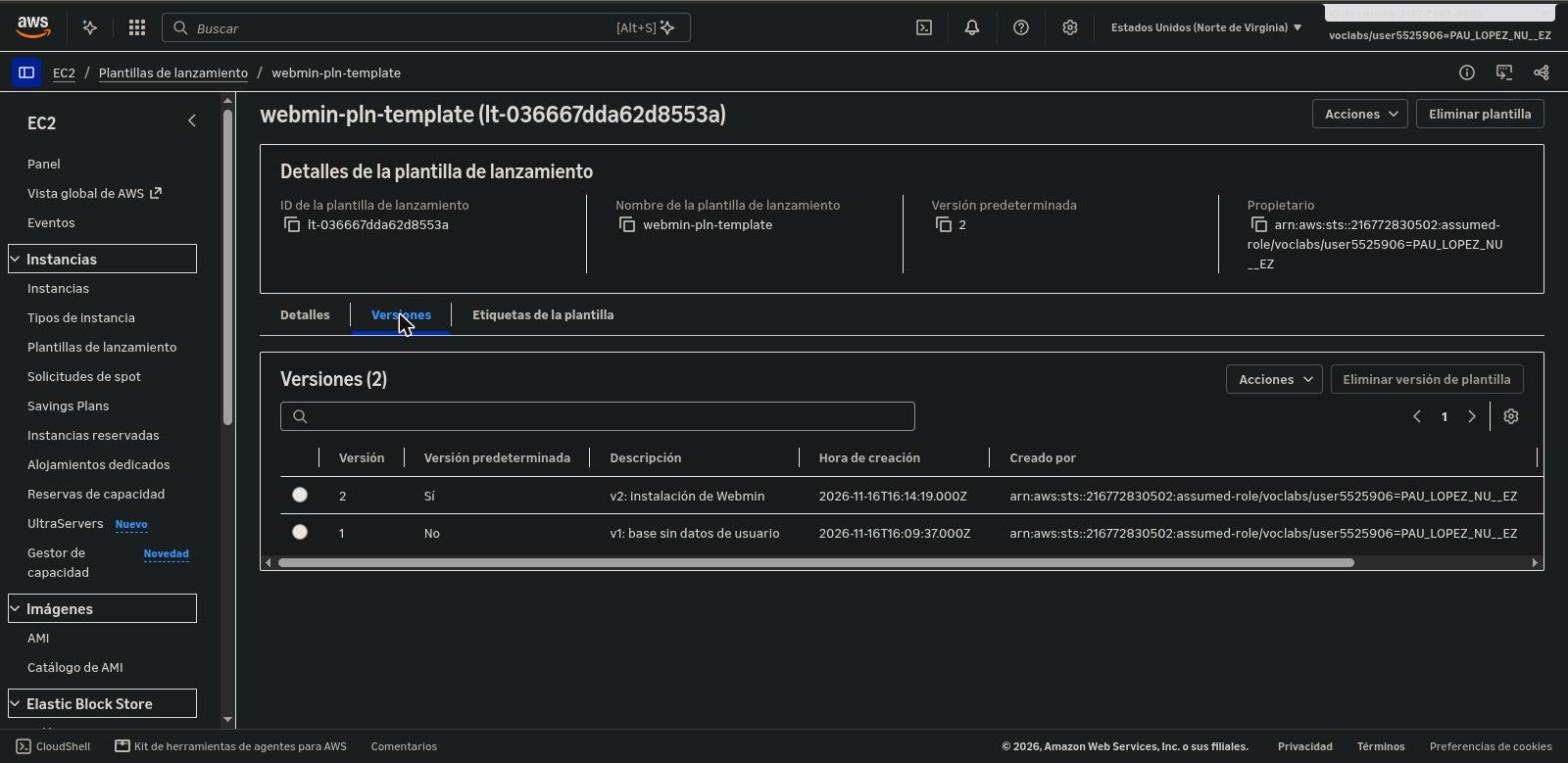 aws
Buscar [Alt+S]
Estados Unidos (Norte de Virginia)
voclabs/user5525906=PAU_LOPEZ_NU__EZ
EC2 / Plantillas de lanzamiento / webmin-pln-template
EC2
Panel
Vista global de AWS
Eventos
Instancias
Instancias
Tipos de instancia
Plantillas de lanzamiento
Solicitudes de spot
Savings Plans
Instancias reservadas
Alojamientos dedicados
Reservas de capacidad
UltraServers Nuevo
Gestor de Novedad
capacidad
Imágenes
AMI
Catálogo de AMI
Elastic Block Store
webmin-pln-template (lt-036667dda62d8553a)
Acciones
Eliminar plantilla
Detalles de la plantilla de lanzamiento
ID de la plantilla de lanzamiento
lt-036667dda62d8553a
Nombre de la plantilla de lanzamiento
webmin-pln-template
Versión predeterminada
2
Propietario
arn:aws:sts::216772830502:assumed-
role/voclabs/user5525906=PAU_LOPEZ_NU
__EZ
Detalles
Versiones
Etiquetas de la plantilla
Versiones (2)
Acciones
Eliminar versión de plantilla
1
Versión Versión predeterminada Descripción Hora de creación Creado por
2 Sí v2: instalación de Webmin 2026-11-16T16:14:19.000Z arn:aws:sts::216772830502:assumed-role/voclabs/user5525906=PAU_LOPEZ_NU__EZ
1 No v1: base sin datos de usuario 2026-11-16T16:09:37.000Z arn:aws:sts::216772830502:assumed-role/voclabs/user5525906=PAU_LOPEZ_NU__EZ
CloudShell
Kit de herramientas de agentes para AWS
Comentarios
© 2026, Amazon Web Services, Inc. o sus filiales.
Privacidad
Términos
Preferencias de cookies